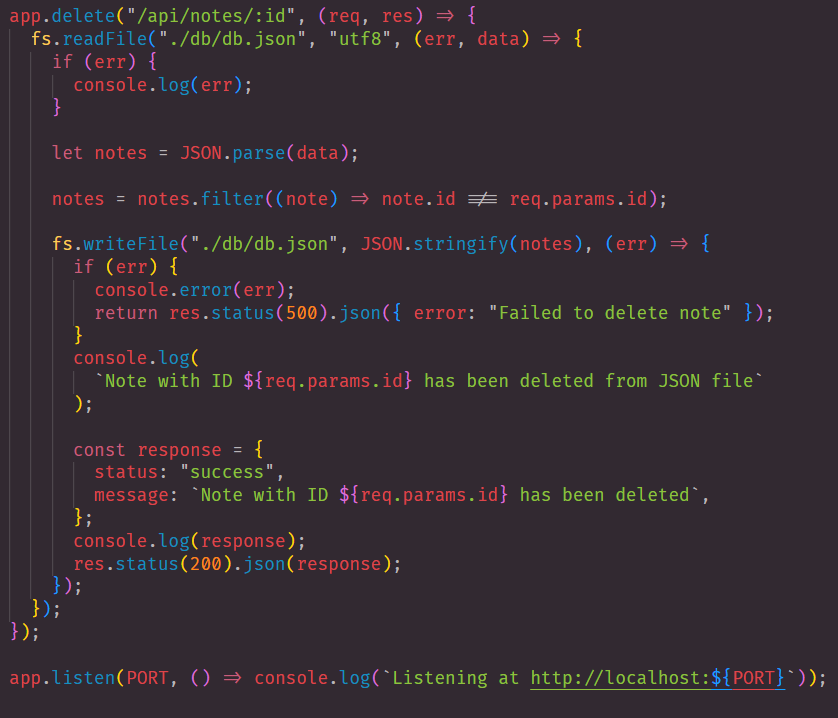 app.delete("/api/notes/:id", (req, res) => {
  fs.readFile("./db/db.json", "utf8", (err, data) => {
    if (err) {
      console.log(err);
    }

    let notes = JSON.parse(data);

    notes = notes.filter((note) => note.id !== req.params.id);

    fs.writeFile("./db/db.json", JSON.stringify(notes), (err) => {
      if (err) {
        console.error(err);
        return res.status(500).json({ error: "Failed to delete note" });
      }
      console.log(
        `Note with ID ${req.params.id} has been deleted from JSON file`
      );

      const response = {
        status: "success",
        message: `Note with ID ${req.params.id} has been deleted`,
      };
      console.log(response);
      res.status(200).json(response);
    });
  });
});

app.listen(PORT, () => console.log(`Listening at http://localhost:${PORT}`));